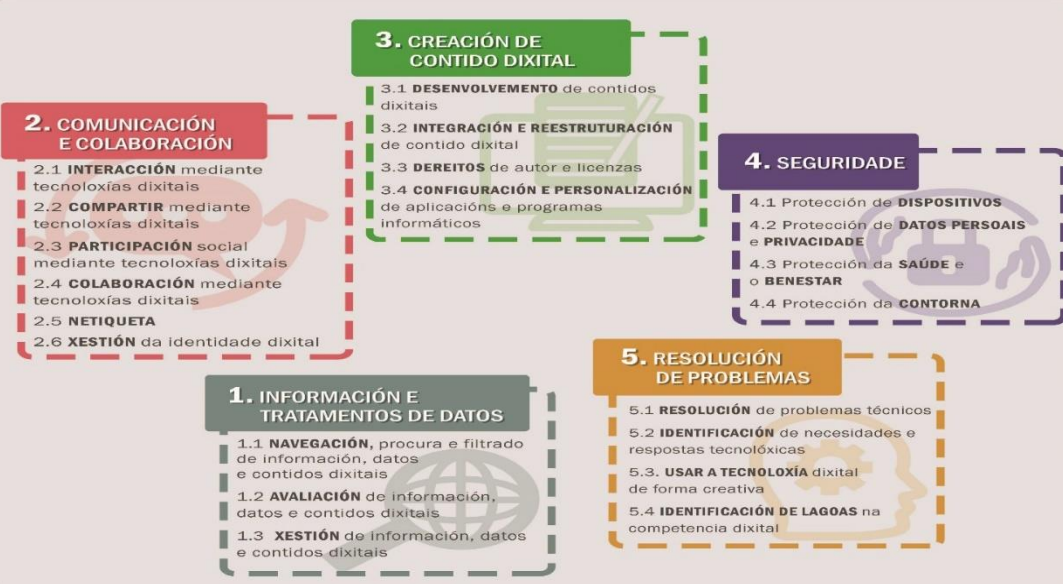 3. CREACIÓN DE
CONTIDO DIXITAL
3.1 DESENVOLVEMENTO de contidos
dixitais
3.2 INTEGRACIÓN E REESTRUTURACIÓN
de contido dixital
3.3 DEREITOS de autor e licenzas
3.4 CONFIGURACIÓN E PERSONALIZACIÓN
de aplicacións e programas
informáticos
2. COMUNICACIÓN
E COLABORACIÓN
2.1 INTERACCIÓN mediante
tecnoloxías dixitais
2.2 COMPARTIR mediante
tecnoloxías dixitais
2.3 PARTICIPACIÓN social
mediante tecnoloxías dixitais
2.4 COLABORACIÓN mediante
tecnoloxías dixitais
2.5 NETIQUETA
2.6 XESTIÓN da identidade dixital
4. SEGURIDADE
4.1 Protección de DISPOSITIVOS
4.2 Protección de DATOS PERSOAIS
e PRIVACIDADE
4.3 Protección da SAÚDE e
o BENESTAR
4.4 Protección da CONTORNA
1. INFORMACIÓN E
TRATAMENTOS DE DATOS
1.1 NAVEGACIÓN, procura e filtrado
de información, datos
e contidos dixitais
1.2 AVALIACIÓN de información,
datos e contidos dixitais
1.3 XESTIÓN de información, datos
e contidos dixitais
5. RESOLUCIÓN
DE PROBLEMAS
5.1 RESOLUCIÓN de problemas técnicos
5.2 IDENTIFICACIÓN de necesidades e
respostas tecnolóxicas
5.3. USAR A TECNOLOXÍA dixital
de forma creativa
5.4 IDENTIFICACIÓN DE LAGOAS na
competencia dixital